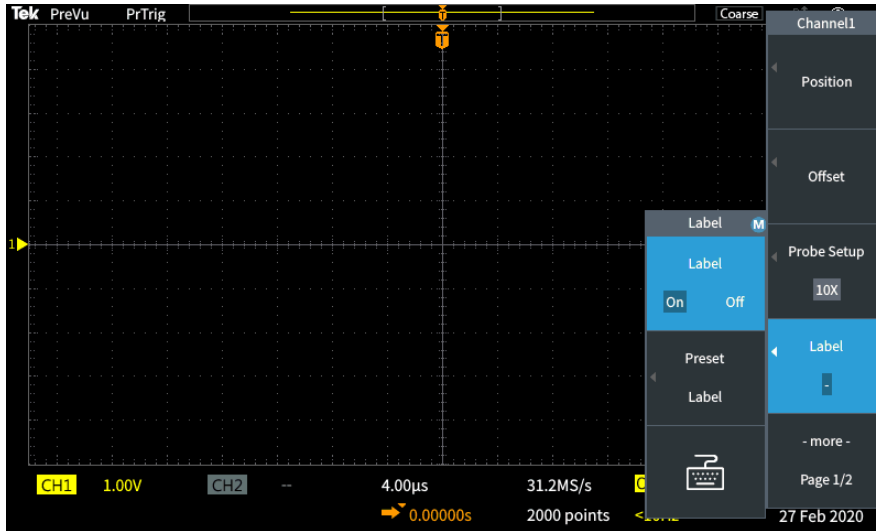 Tek PreVu PrTrig Coarse
Channel1
Position
Offset
Probe Setup
10X
Label
-
- more -
Page 1/2
Label M
Label
On Off
Preset
Label
1
T
T
CH1 1.00V CH2 -- 4.00µs 31.2MS/s
0.00000s 2000 points
27 Feb 2020